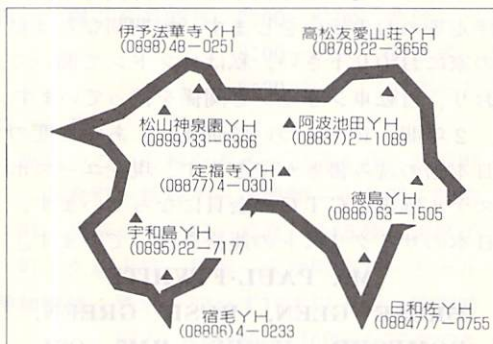 伊予法華寺YH
(0898)48-0251
高松友愛山荘YH
(0878)22-3656
松山神泉園YH
(0899)33-6366
阿波池田YH
(08837)2-1089
定福寺YH
(08877)4-0301
徳島YH
(0886)63-1505
宇和島YH
(0895)22-7177
宿毛YH
(08806)4-0233
日和佐YH
(08847)7-0755